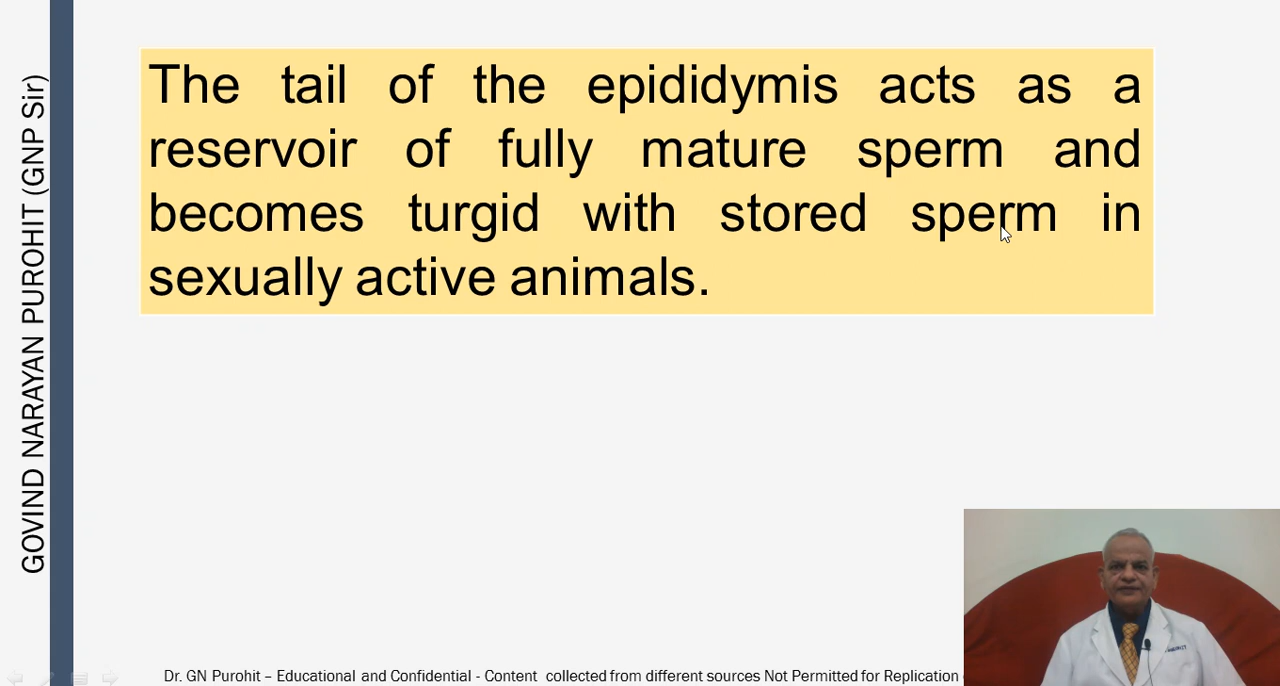 GOVIND NARAYAN PUROHIT (GNP Sir)
The tail of the epididymis acts as a
reservoir of fully mature sperm and
becomes turgid with stored sperm in
sexually active animals.
Dr. GN Purohit – Educational and Confidential - Content collected from different sources Not Permitted for Replication